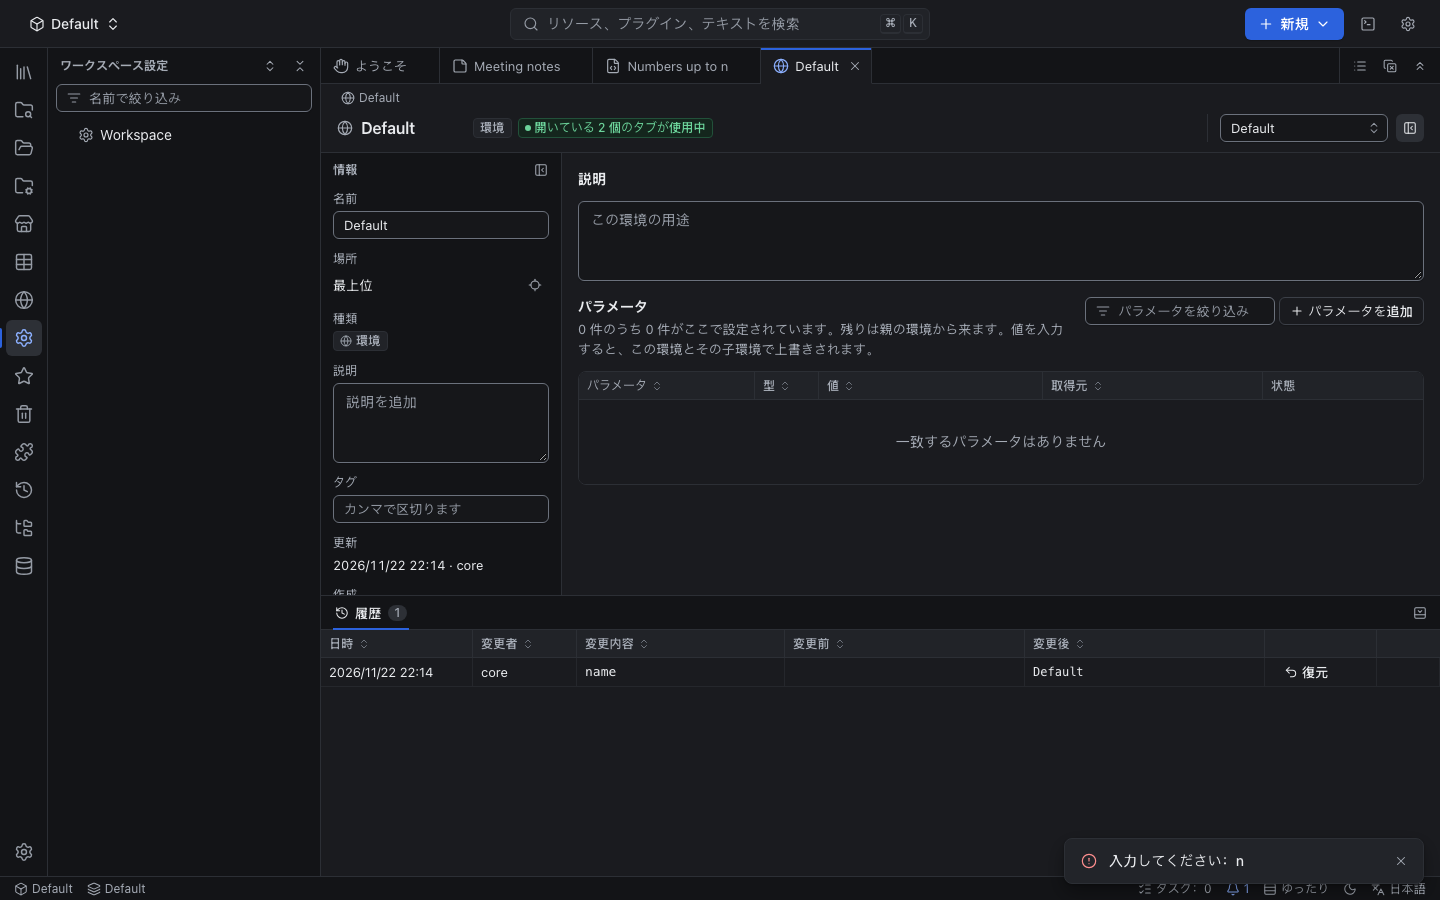 Default
リソース、プラグイン、テキストを検索
⌘ K
新規
ワークスペース設定
名前で絞り込み
Workspace
ようこそ
Meeting notes
Numbers up to n
Default
Default
Default
環境
開いている 2 個のタブが使用中
Default
情報
名前
Default
場所
最上位
種類
環境
説明
説明を追加
タグ
カンマで区切ります
更新
2026/11/22 22:14 · core
作成
説明
この環境の用途
パラメータ
0 件のうち 0 件がここで設定されています。残りは親の環境から来ます。値を入力
すると、この環境とその子環境で上書きされます。
パラメータを絞り込み
パラメータを追加
パラメータ 型 値 取得元 状態
一致するパラメータはありません
履歴 1
日時 変更者 変更内容 変更前 変更後
2026/11/22 22:14 core name Default 復元
入力してください: n
Default Default
タスク: 0 1 ゆったり 日本語